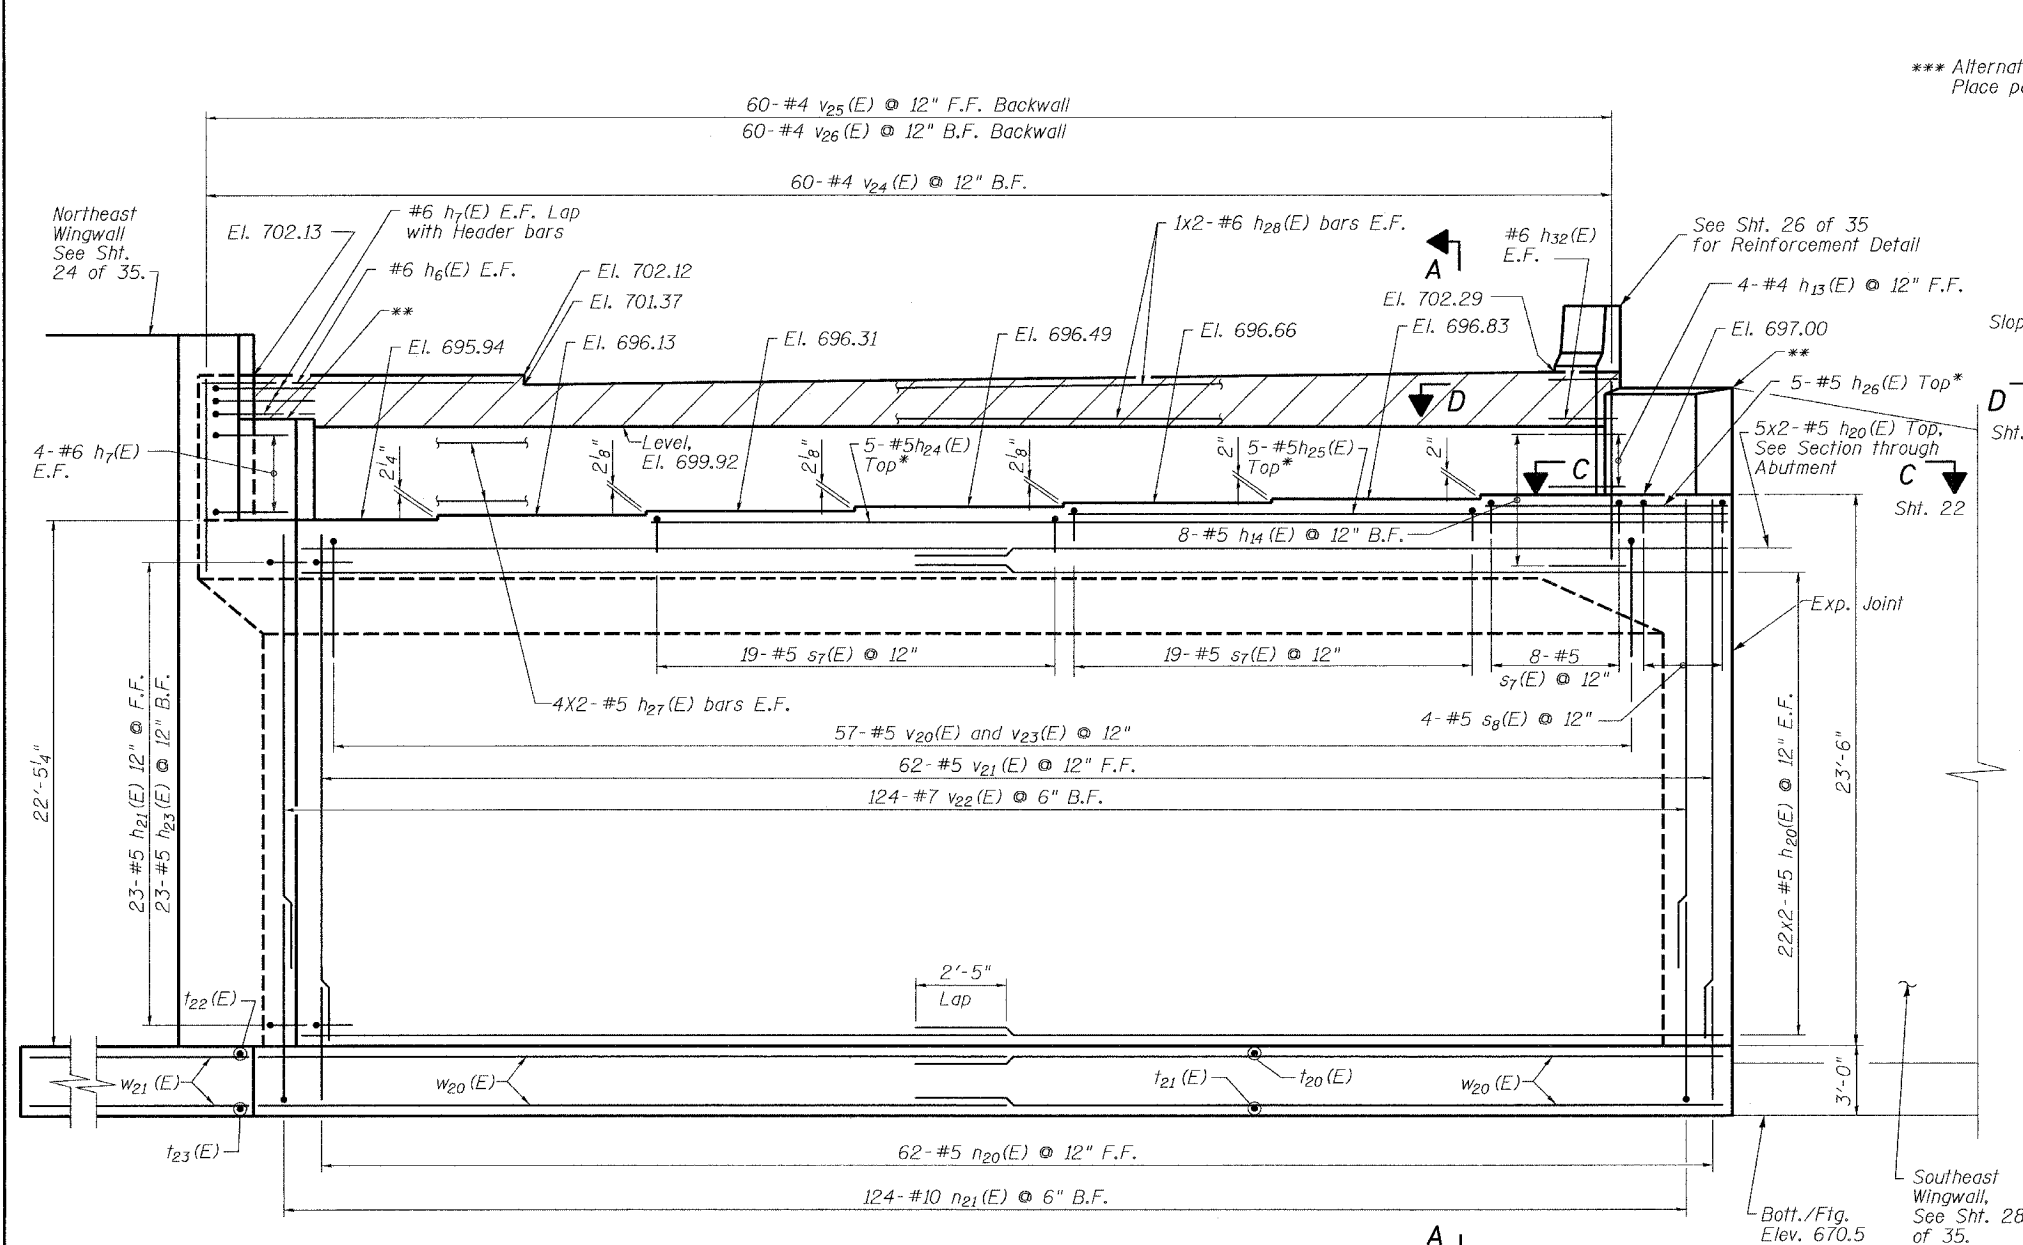 *** Alternat
Place p
60-#4 v25(E) @ 12" F.F. Backwall
60-#4 v26(E) @ 12" B.F. Backwall
60-#4 v24(E) @ 12" B.F.
Northeast
Wingwall
See Sht.
24 of 35.
El. 702.13
#6 h7(E) E.F. Lap
with Header bars
#6 h6(E) E.F.
**
El. 702.12
El. 701.37
1x2-#6 h28(E) bars E.F.
A
#6 h32(E)
E.F.
See Sht. 26 of 35
for Reinforcement Detail
El. 702.29
4-#4 h13(E) @ 12" F.F.
El. 695.94
El. 696.13
El. 696.31
El. 696.49
El. 696.66
El. 696.83
El. 697.00
Slop
**
5-#5 h26(E) Top*
D
D
Sht.
4-#6 h7(E)
E.F.
2 1/4"
2 1/8"
Level,
El. 699.92
2 1/8"
5-#5h24(E)
Top*
2 1/8"
2"
5-#5h25(E)
Top*
2"
5x2-#5 h20(E) Top,
See Section through
Abutment
C
C
Sht. 22
8-#5 h14(E) @ 12" B.F.
Exp. Joint
19-#5 s7(E) @ 12"
19-#5 s7(E) @ 12"
8-#5
s7(E) @ 12"
4X2-#5 h27(E) bars E.F.
4-#5 s8(E) @ 12"
57-#5 v20(E) and v23(E) @ 12"
62-#5 v21(E) @ 12" F.F.
124-#7 v22(E) @ 6" B.F.
22'-5 1/4"
23-#5 h21(E) 12" @ F.F.
23-#5 h23(E) @ 12" B.F.
22x2-#5 h20(E) @ 12" E.F.
23'-6"
2'-5"
Lap
t22(E)
w21(E)
w20(E)
t21(E)
t20(E)
w20(E)
3'-0"
t23(E)
62-#5 n20(E) @ 12" F.F.
124-#10 n21(E) @ 6" B.F.
A
Bott./Ftg.
Elev. 670.5
Southeast
Wingwall,
See Sht. 28
of 35.